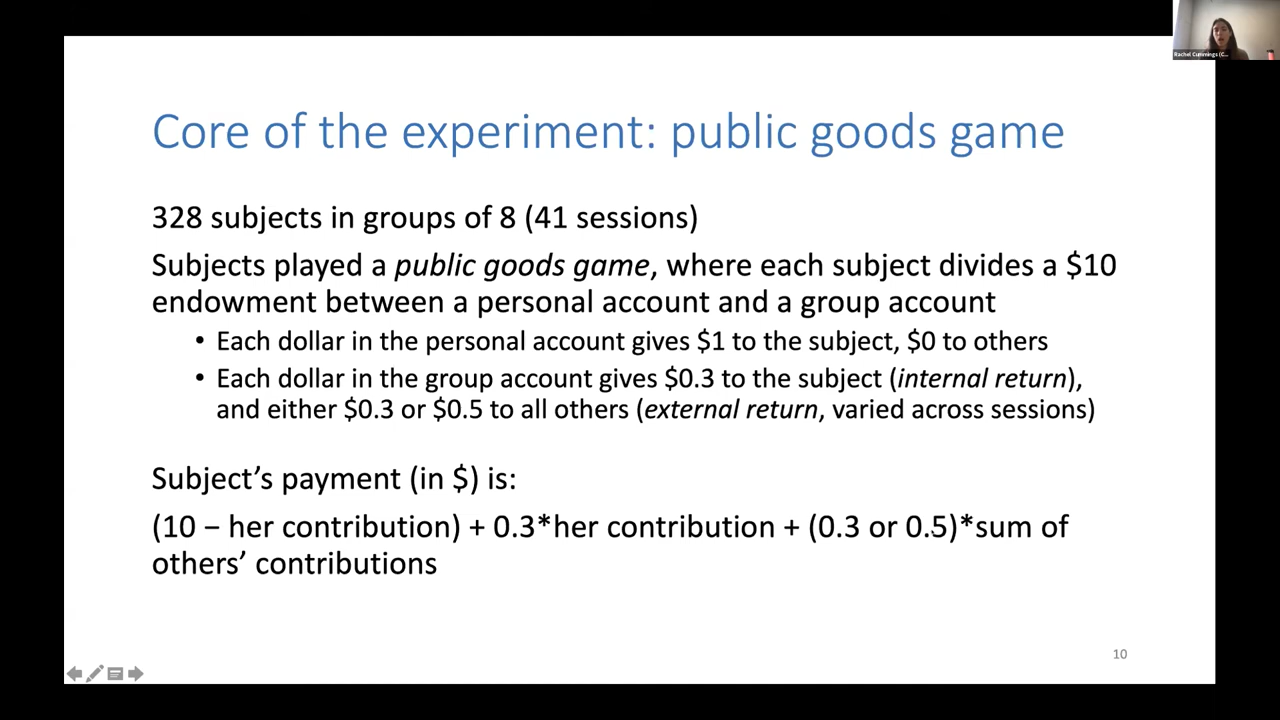 Rachel Cummings (C...
Core of the experiment: public goods game
328 subjects in groups of 8 (41 sessions)
Subjects played a public goods game, where each subject divides a $10
endowment between a personal account and a group account
• Each dollar in the personal account gives $1 to the subject, $0 to others
• Each dollar in the group account gives $0.3 to the subject (internal return),
and either $0.3 or $0.5 to all others (external return, varied across sessions)
Subject's payment (in $) is:
(10 − her contribution) + 0.3*her contribution + (0.3 or 0.5)*sum of
others' contributions
10